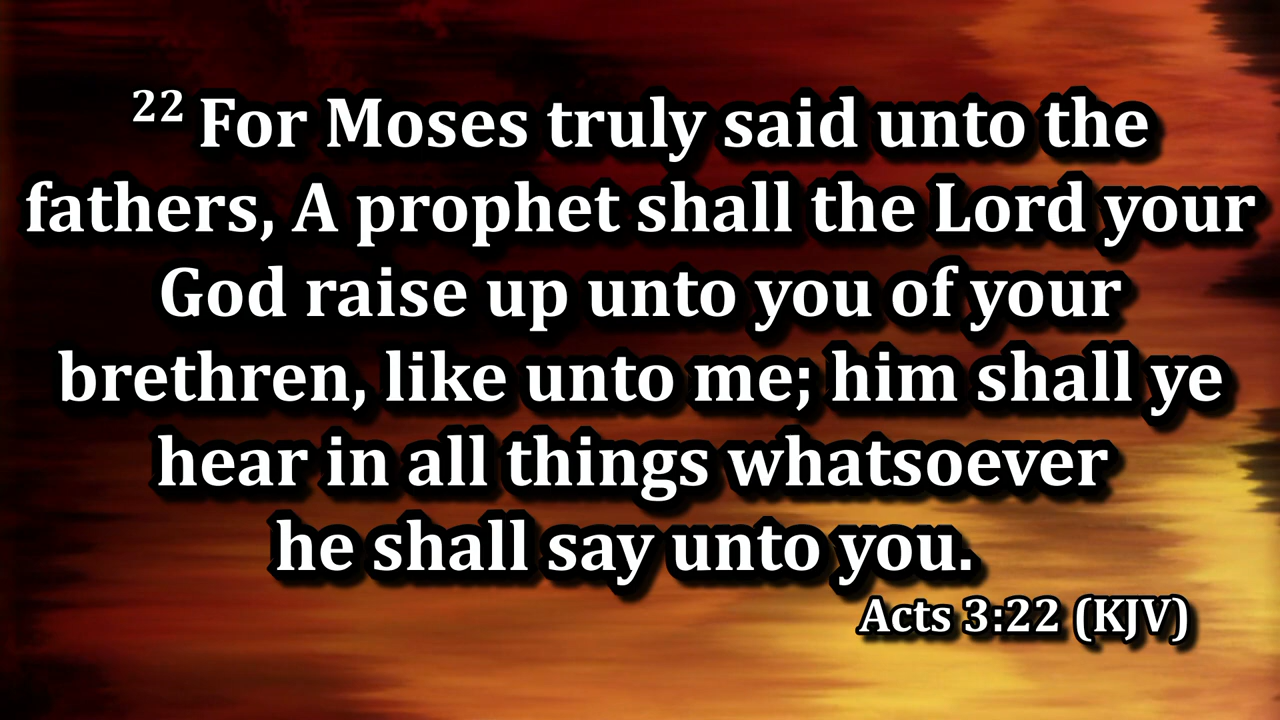 22 For Moses truly said unto the
fathers, A prophet shall the Lord your
God raise up unto you of your
brethren, like unto me; him shall ye
hear in all things whatsoever
he shall say unto you.
Acts 3:22 (KJV)